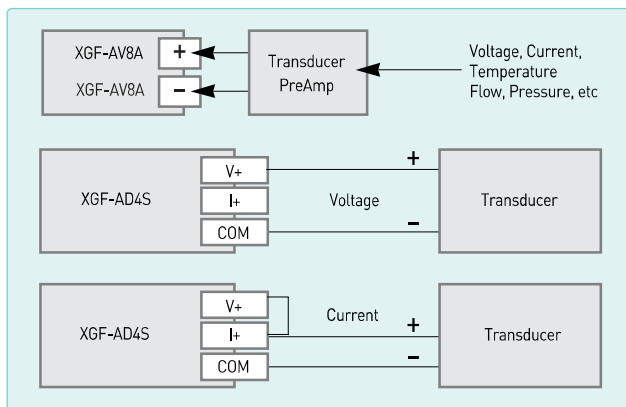 XGF-AV8A
+
Transducer
PreAmp
Voltage, Current,
Temperature
Flow, Pressure, etc
XGF-AV8A
−
XGF-AD4S
V+
I+
COM
+
Voltage
−
Transducer
XGF-AD4S
V+
I+
COM
Current
+
−
Transducer